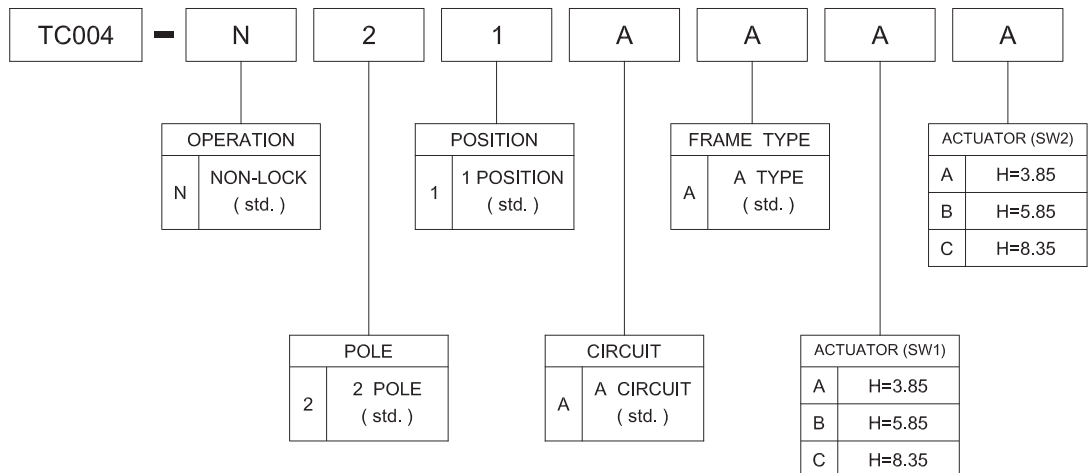 TC004 - N 2 1 A A A A
OPERATION
N NON-LOCK
( std. )
POSITION
1 1 POSITION
( std. )
FRAME TYPE
A A TYPE
( std. )
ACTUATOR (SW2)
A H=3.85
B H=5.85
C H=8.35
POLE
2 2 POLE
( std. )
CIRCUIT
A A CIRCUIT
( std. )
ACTUATOR (SW1)
A H=3.85
B H=5.85
C H=8.35